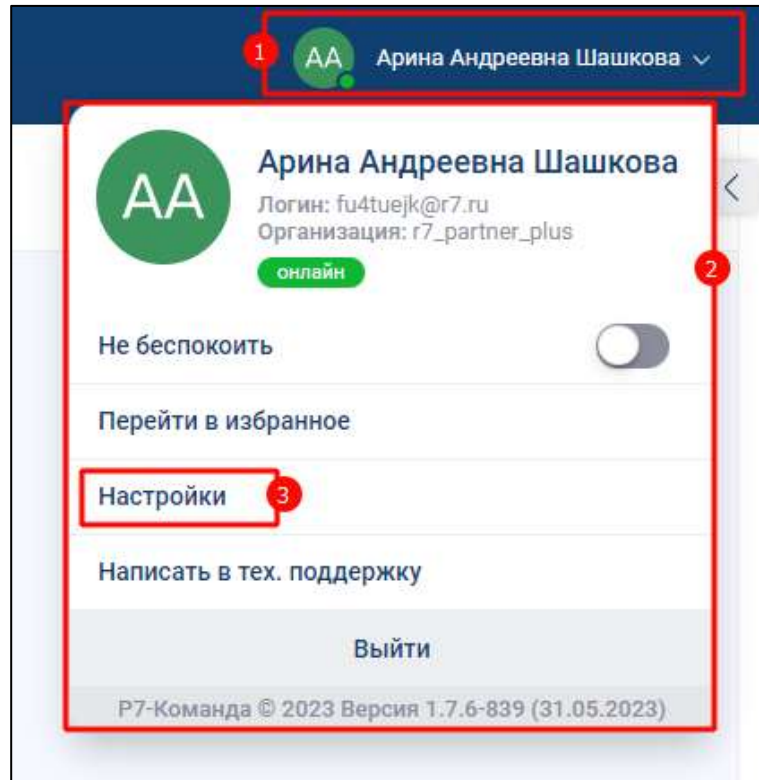 1
АА Арина Андреевна Шашкова
АА
Арина Андреевна Шашкова
Логин: fu4tuejk@r7.ru
Организация: r7_partner_plus
онлайн
2
Не беспокоить
Перейти в избранное
Настройки
3
Написать в тех. поддержку
Выйти
Р7-Команда © 2023 Версия 1.7.6-839 (31.05.2023)